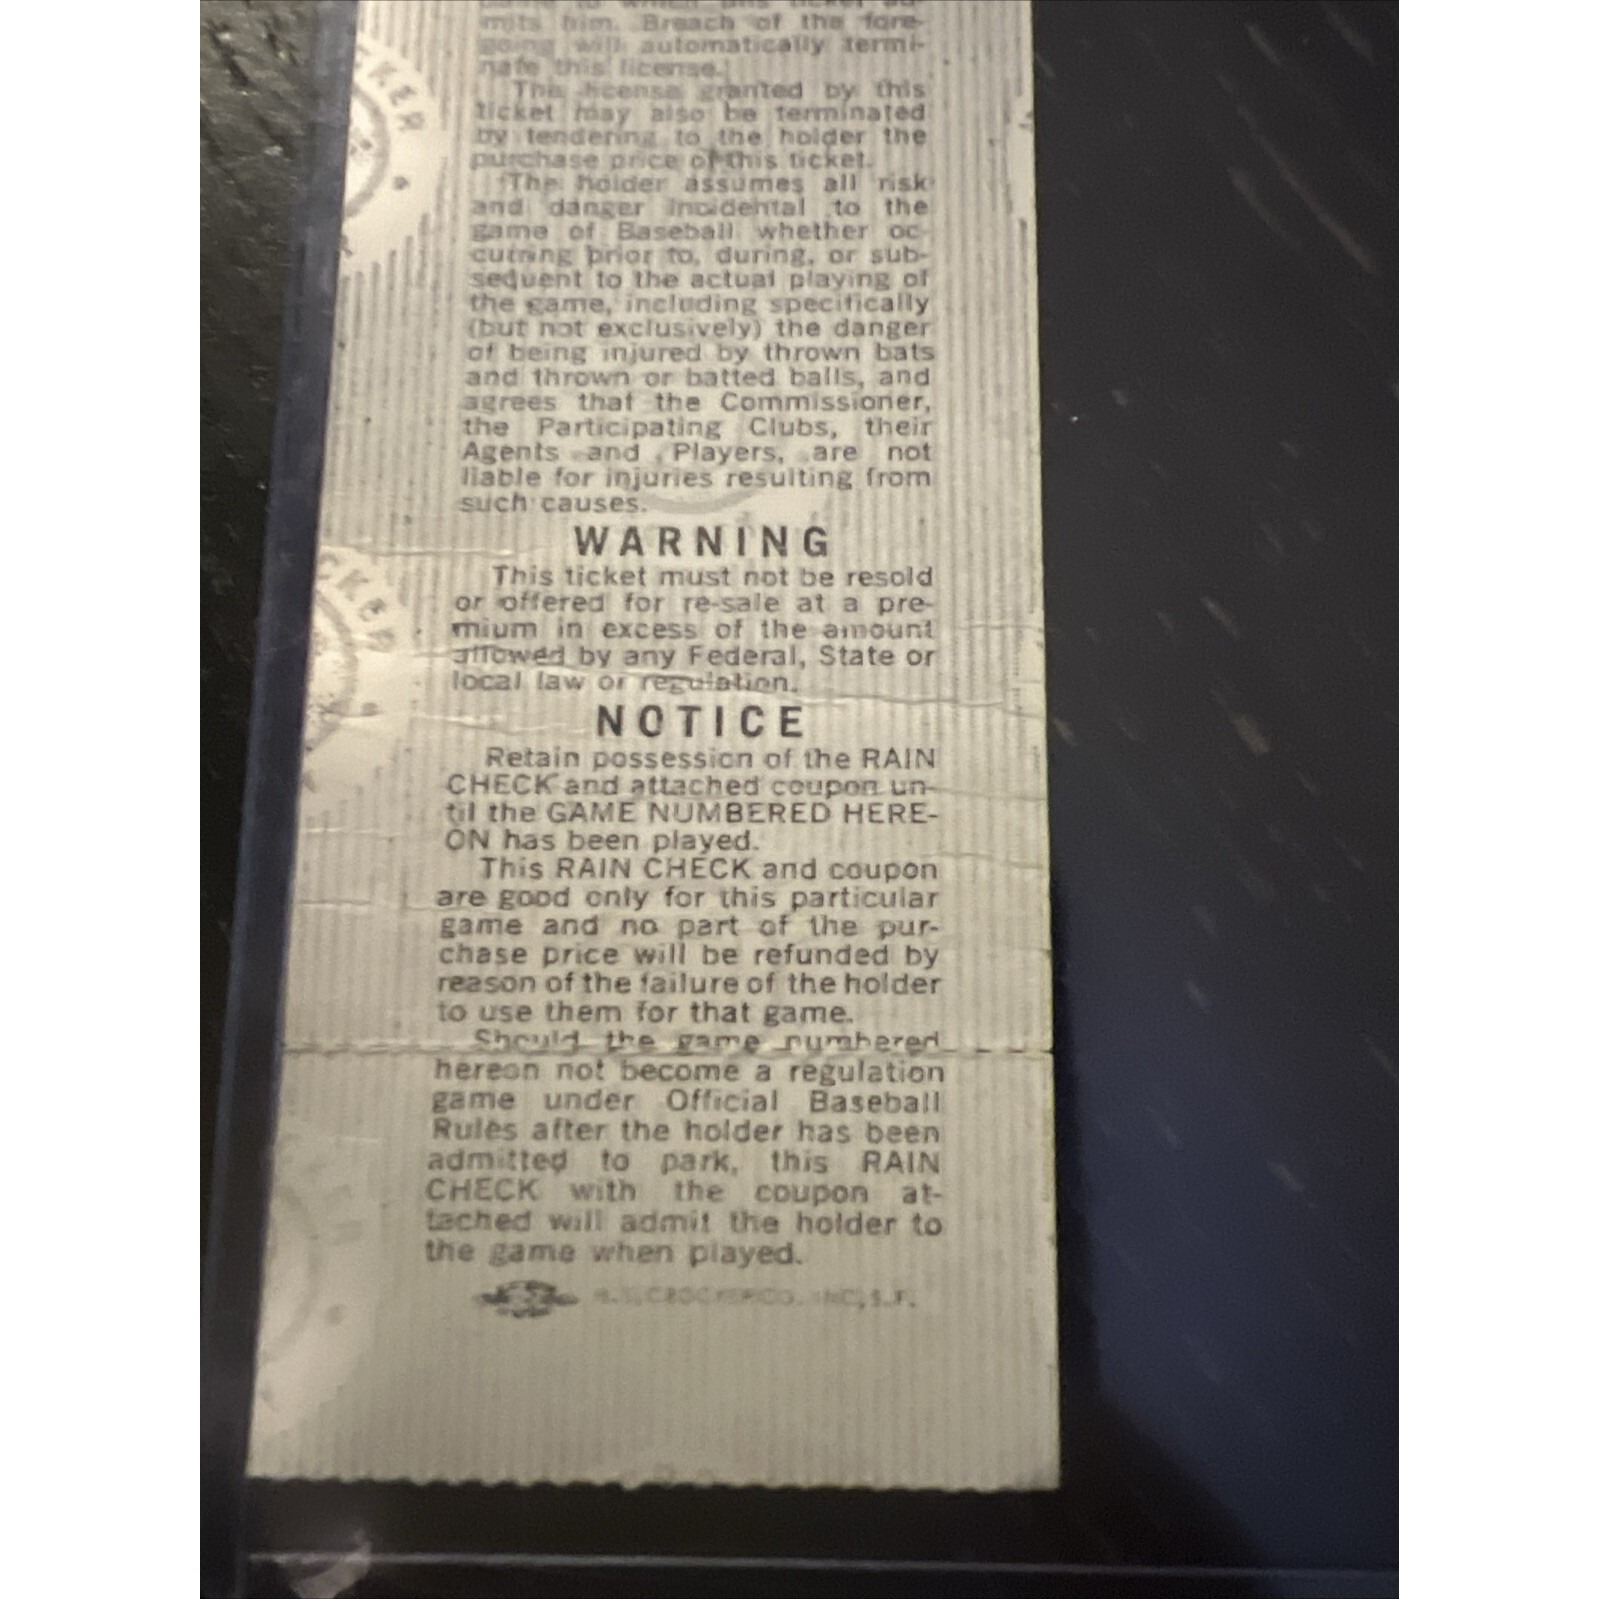 game to which this ticket ad-
mits him. Breach of the fore-
going will automatically termi-
nate this license.
The license granted by this
ticket may also be terminated
by tendering to the holder the
purchase price of this ticket.
The holder assumes all risk
and danger incidental to the
game of Baseball whether oc-
curring prior to, during, or sub-
sequent to the actual playing of
the game, including specifically
(but not exclusively) the danger
of being injured by thrown bats
and thrown or batted balls, and
agrees that the Commissioner,
the Participating Clubs, their
Agents and Players, are not
liable for injuries resulting from
such causes.
WARNING
This ticket must not be resold
or offered for re-sale at a pre-
mium in excess of the amount
allowed by any Federal, State or
local law or regulation.
NOTICE
Retain possession of the RAIN
CHECK and attached coupon un-
til the GAME NUMBERED HERE-
ON has been played.
This RAIN CHECK and coupon
are good only for this particular
game and no part of the pur-
chase price will be refunded by
reason of the failure of the holder
to use them for that game.
Should the game numbered
hereon not become a regulation
game under Official Baseball
Rules after the holder has been
admitted to park, this RAIN
CHECK with the coupon at-
tached will admit the holder to
the game when played.
CROCKER CO. INC., S.F.